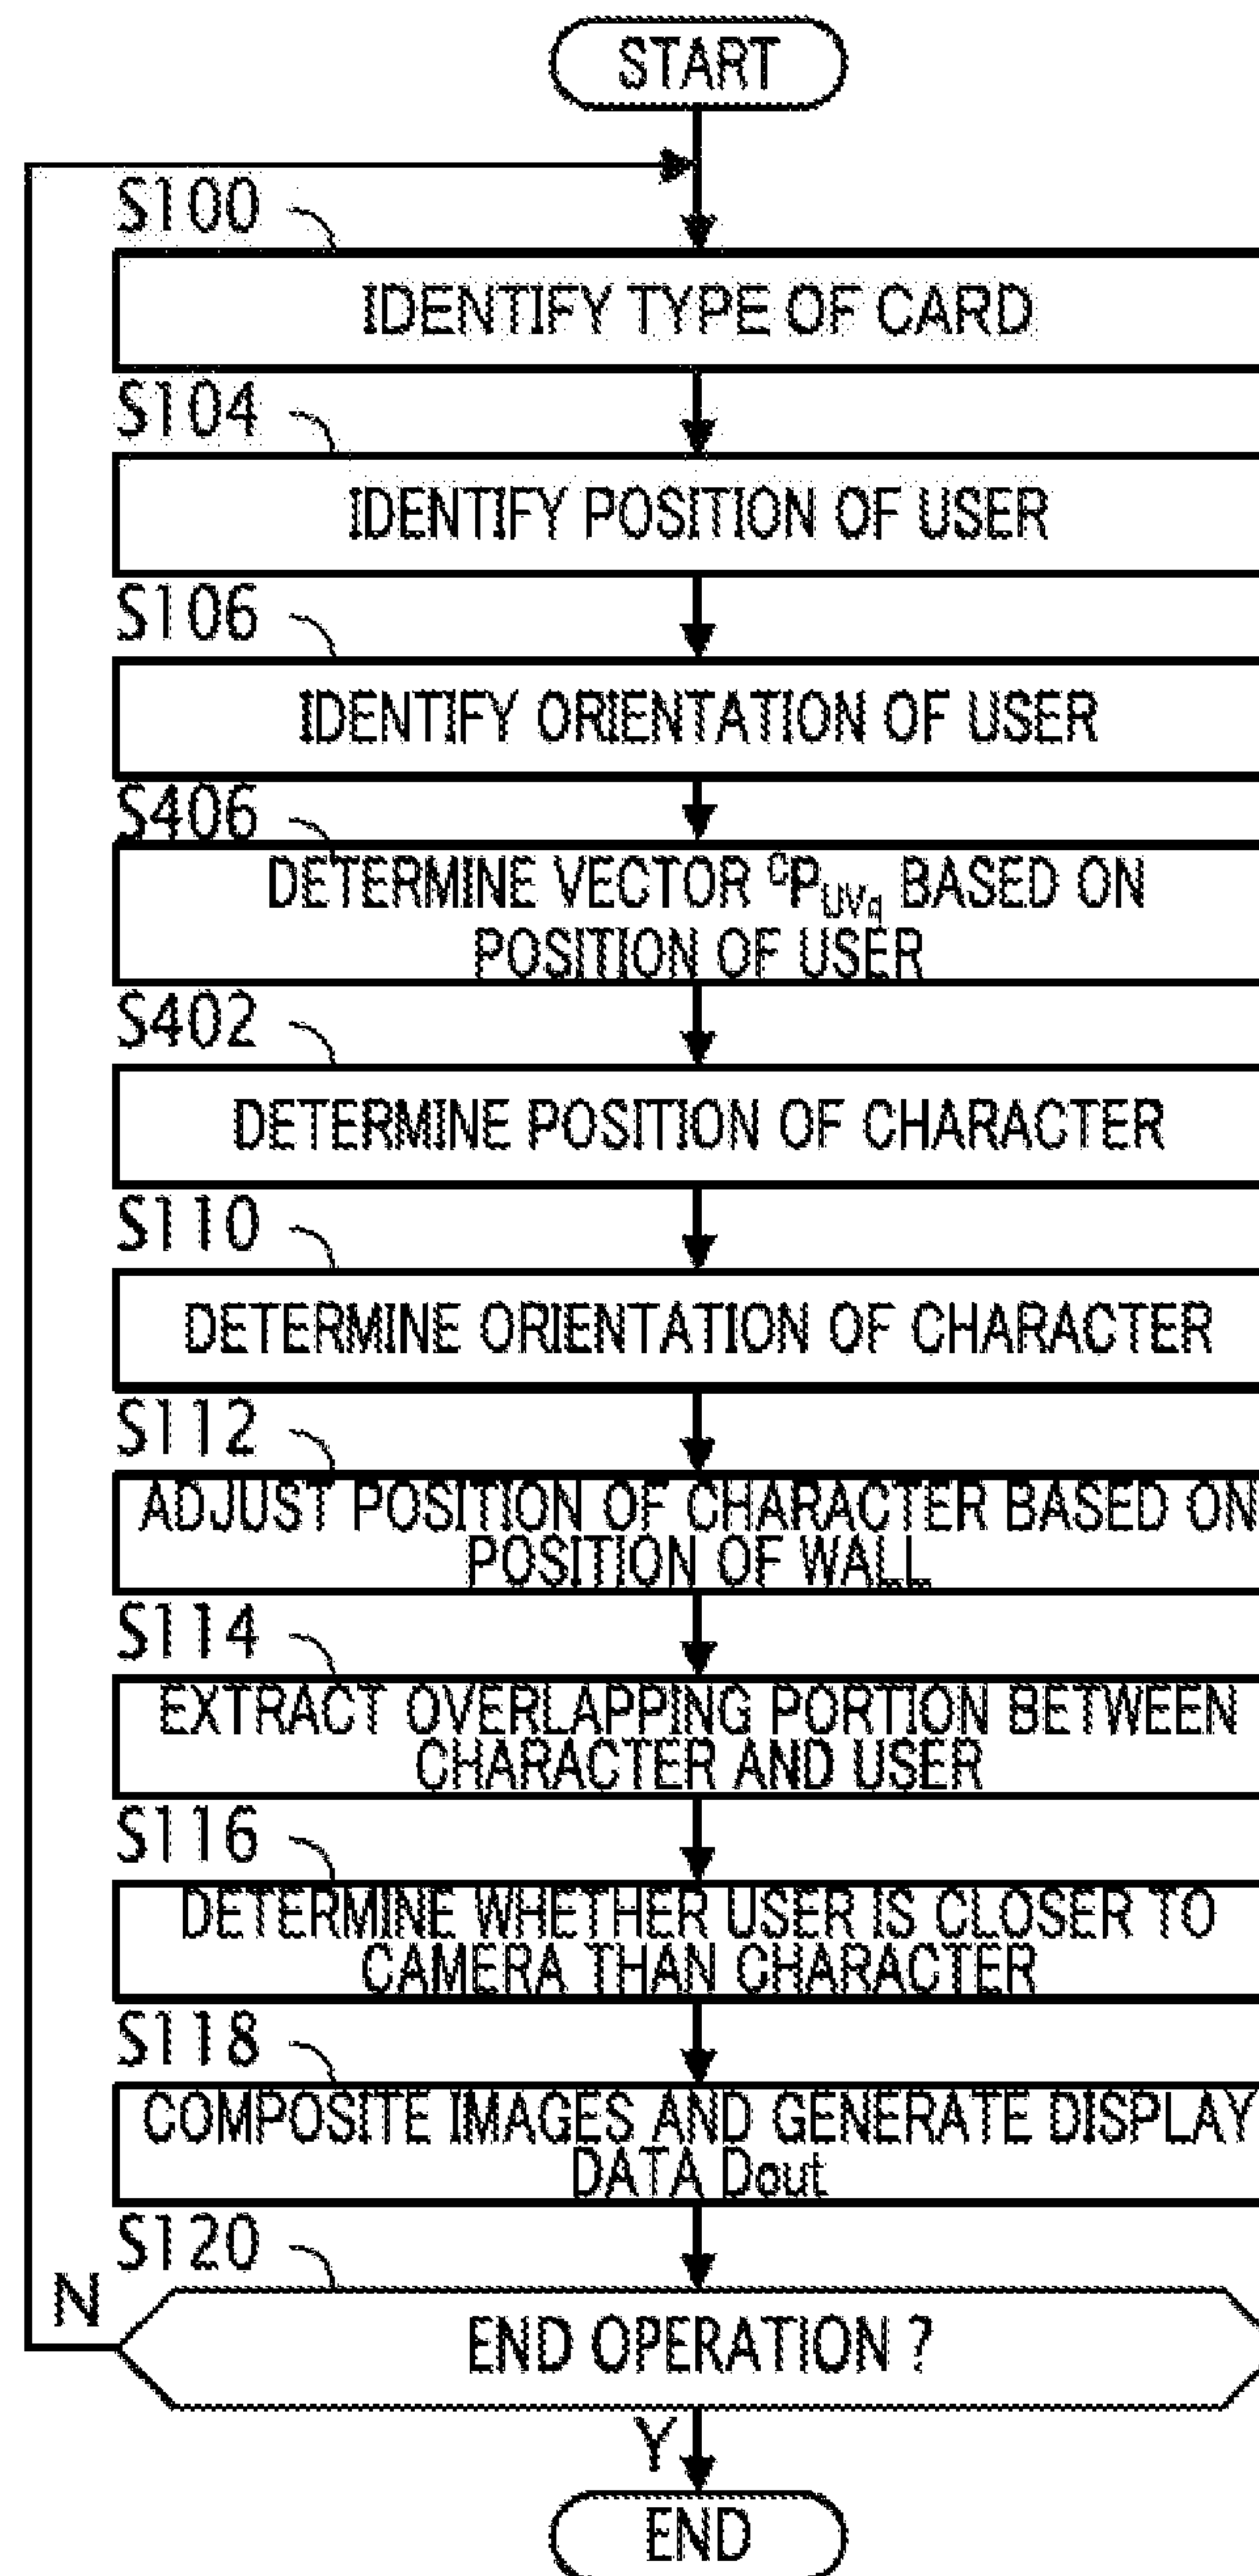 START
S100
IDENTIFY TYPE OF CARD
S104
IDENTIFY POSITION OF USER
S106
IDENTIFY ORIENTATION OF USER
S406
DETERMINE VECTOR ᶜP_UVq BASED ON
POSITION OF USER
S402
DETERMINE POSITION OF CHARACTER
S110
DETERMINE ORIENTATION OF CHARACTER
S112
ADJUST POSITION OF CHARACTER BASED ON
POSITION OF WALL
S114
EXTRACT OVERLAPPING PORTION BETWEEN
CHARACTER AND USER
S116
DETERMINE WHETHER USER IS CLOSER TO
CAMERA THAN CHARACTER
S118
COMPOSITE IMAGES AND GENERATE DISPLAY
DATA Dout
S120
N
END OPERATION ?
Y
END